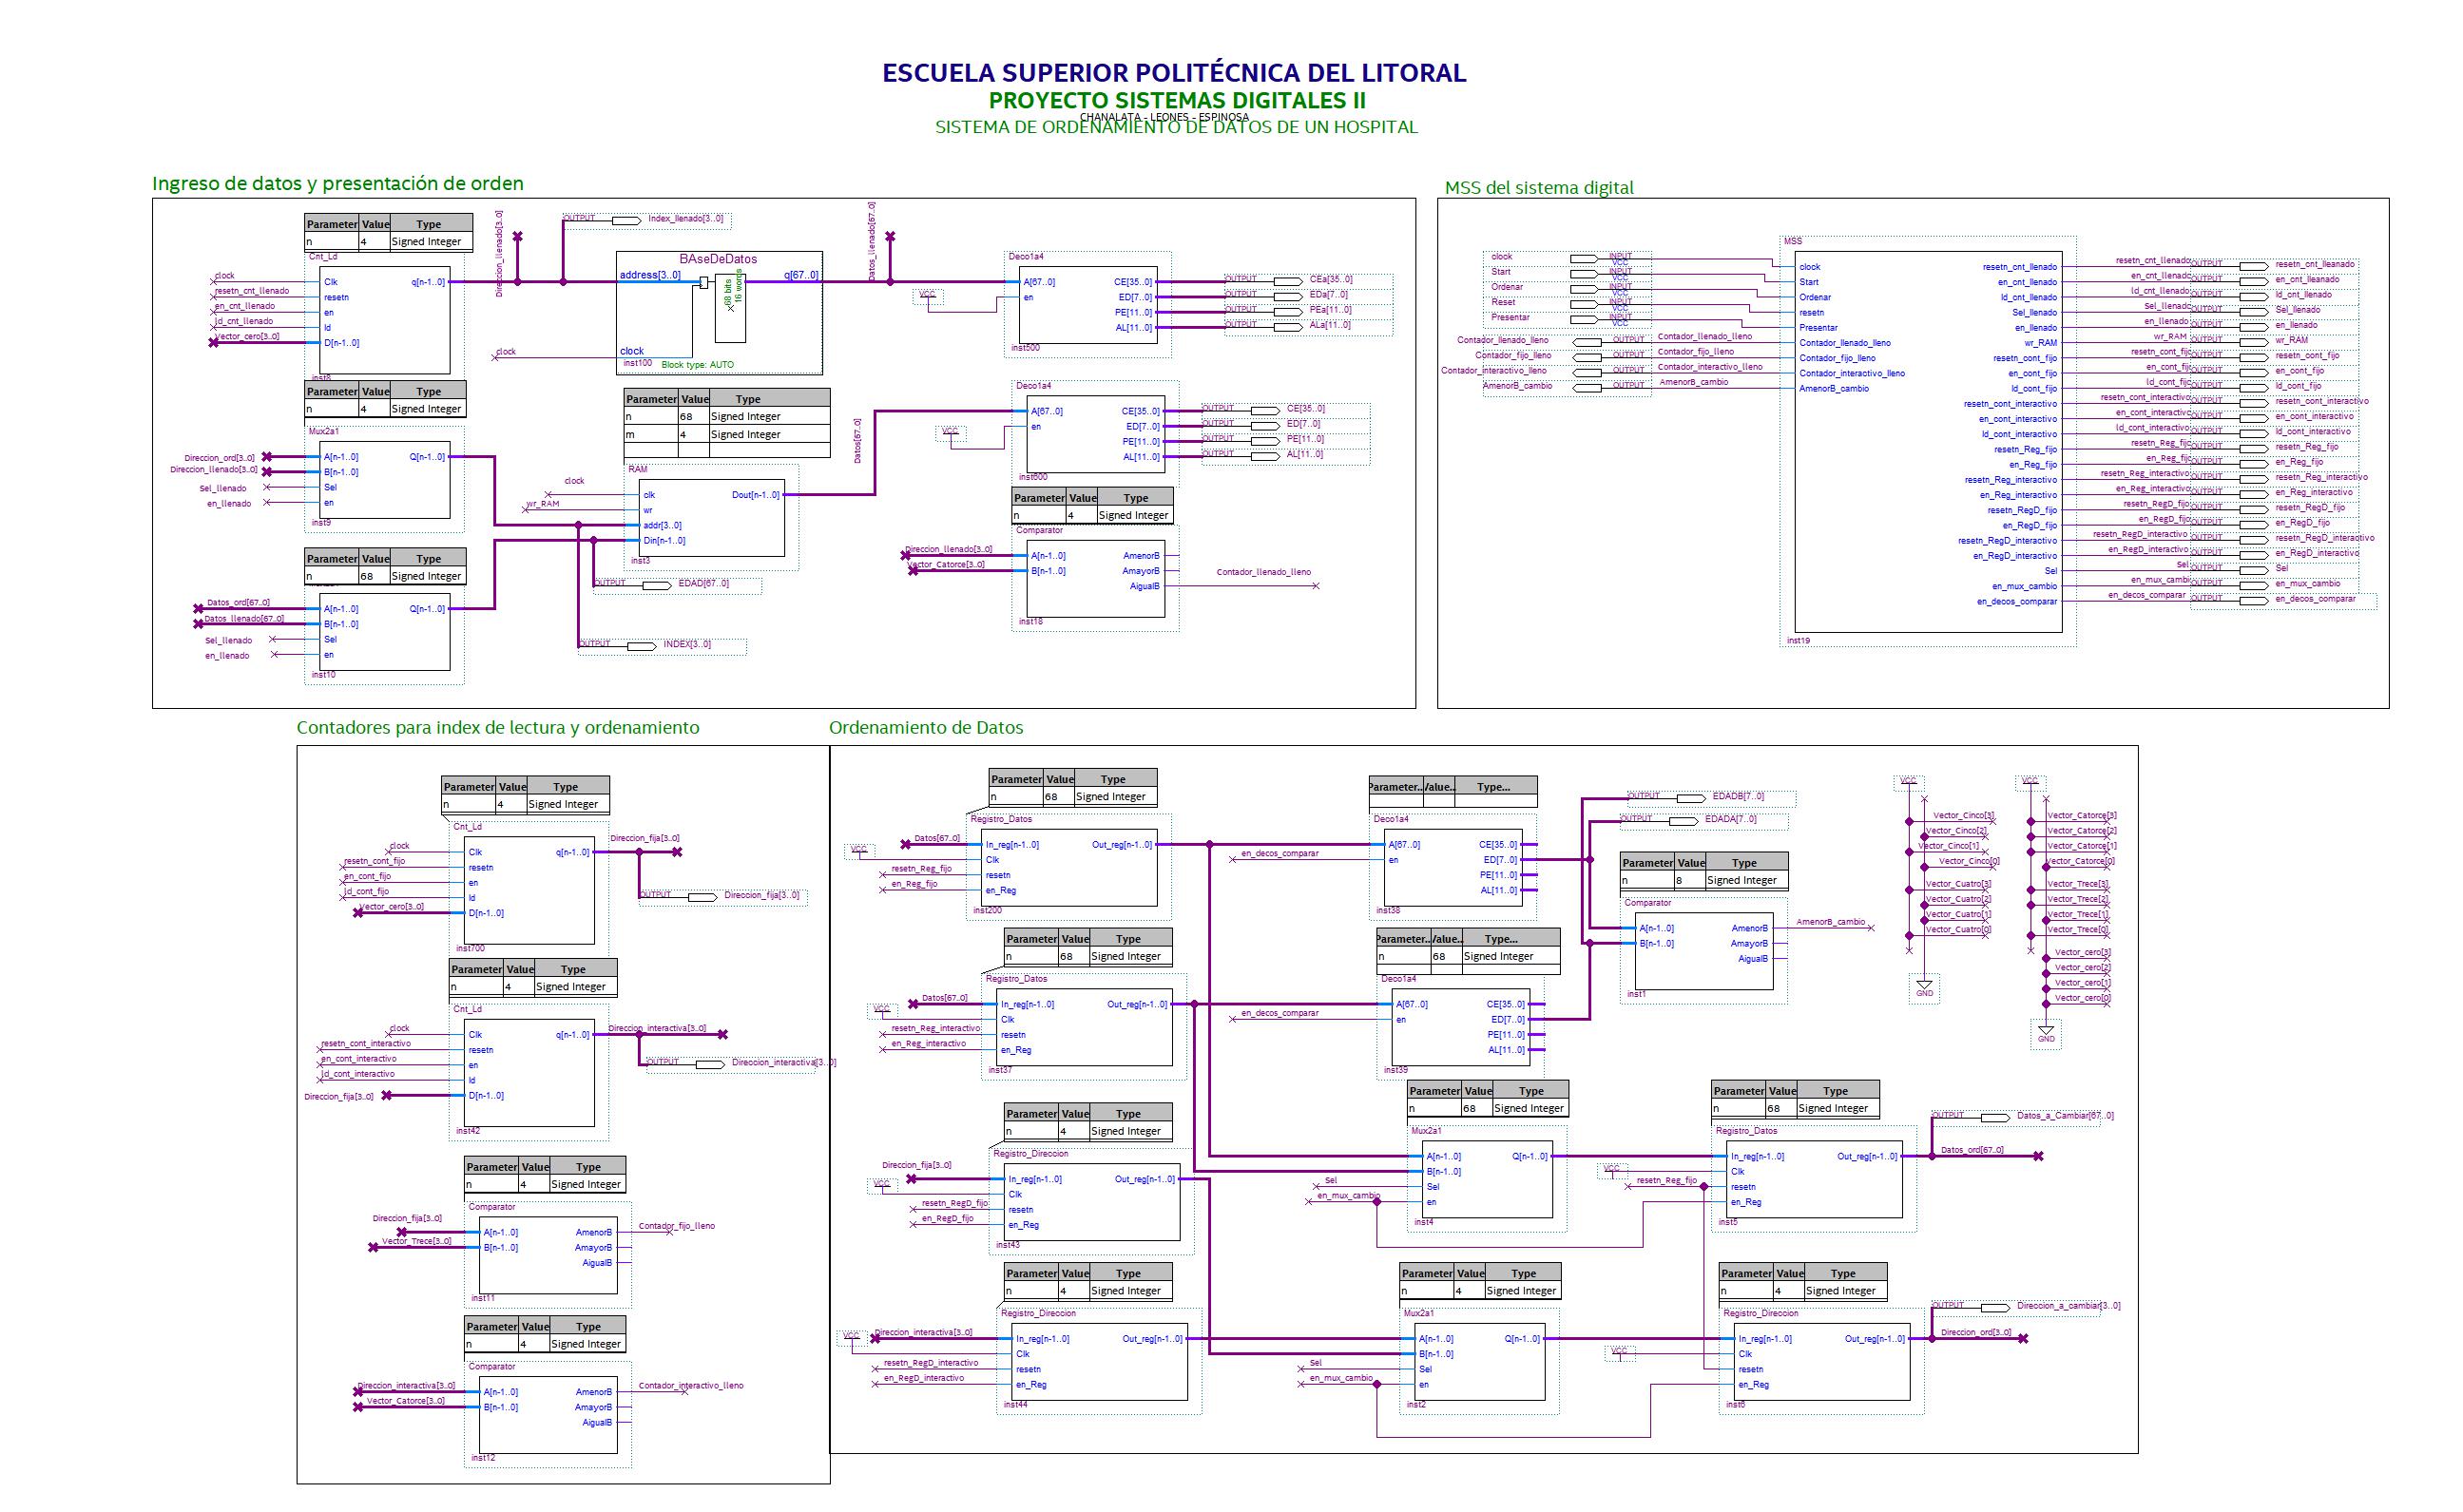 ESCUELA SUPERIOR POLITÉCNICA DEL LITORAL
PROYECTO SISTEMAS DIGITALES II
CHANALATA - LEONES - ESPINOSA
SISTEMA DE ORDENAMIENTO DE DATOS DE UN HOSPITAL
Ingreso de datos y presentación de orden
Parameter Value Type
n 4 Signed Integer
Cnt_Ld
clock
resetn_cnt_llenado
en_cnt_llenado
ld_cnt_llenado
Vector_cero[3..0]
Clk
resetn
en
ld
D[n-1..0]
q[n-1..0]
Direccion_llenado[3..0]
OUTPUT Index_llenado[3..0]
BAseDeDatos
address[3..0]
q[67..0]
68 bits
16 words
clock
clock
inst100
Block type: AUTO
Datos_llenado[67..0]
VCC
Deco1a4
A[67..0]
en
CE[35..0]
ED[7..0]
PE[11..0]
AL[11..0]
inst500
OUTPUT CEa[35..0]
OUTPUT EDa[7..0]
OUTPUT PEa[11..0]
OUTPUT ALa[11..0]
Parameter Value Type
n 4 Signed Integer
Mux2a1
Direccion_ord[3..0]
Direccion_llenado[3..0]
Sel_llenado
en_llenado
A[n-1..0]
B[n-1..0]
Sel
en
Q[n-1..0]
inst9
Parameter Value Type
n 68 Signed Integer
Datos_ord[67..0]
Datos_llenado[67..0]
Sel_llenado
en_llenado
A[n-1..0]
B[n-1..0]
Sel
en
Q[n-1..0]
inst10
Parameter Value Type
n 68 Signed Integer
m 4 Signed Integer
RAM
clock
wr_RAM
clk
wr
addr[3..0]
Din[n-1..0]
Dout[n-1..0]
inst3
OUTPUT EDAD[67..0]
OUTPUT INDEX[3..0]
Datos[67..0]
VCC
Deco1a4
A[67..0]
en
CE[35..0]
ED[7..0]
PE[11..0]
AL[11..0]
inst600
OUTPUT CE[35..0]
OUTPUT ED[7..0]
OUTPUT PE[11..0]
OUTPUT AL[11..0]
Parameter Value Type
n 4 Signed Integer
Comparator
Direccion_llenado[3..0]
Vector_Catorce[3..0]
A[n-1..0]
B[n-1..0]
AmenorB
AmayorB
AigualB
Contador_llenado_lleno
inst18
MSS del sistema digital
clock INPUT VCC
Start INPUT VCC
Ordenar INPUT VCC
Reset INPUT VCC
Presentar INPUT VCC
Contador_llenado_lleno OUTPUT Contador_llenado_lleno
Contador_fijo_lleno OUTPUT Contador_fijo_lleno
Contador_interactivo_lleno OUTPUT Contador_interactivo_lleno
AmenorB_cambio OUTPUT AmenorB_cambio
MSS
clock
Start
Ordenar
resetn
Presentar
Contador_llenado_lleno
Contador_fijo_lleno
Contador_interactivo_lleno
AmenorB_cambio
resetn_cnt_llenado
en_cnt_llenado
ld_cnt_llenado
Sel_llenado
en_llenado
wr_RAM
resetn_cont_fijo
en_cont_fijo
ld_cont_fijo
resetn_cont_interactivo
en_cont_interactivo
ld_cont_interactivo
resetn_Reg_fijo
en_Reg_fijo
resetn_Reg_interactivo
en_Reg_interactivo
resetn_RegD_fijo
en_RegD_fijo
resetn_RegD_interactivo
en_RegD_interactivo
Sel
en_mux_cambio
en_decos_comparar
inst19
resetn_cnt_llenado OUTPUT resetn_cnt_lleanado
en_cnt_llenado OUTPUT en_cnt_lleanado
ld_cnt_llenado OUTPUT ld_cnt_llenado
Sel_llenado OUTPUT Sel_llenado
en_llenado OUTPUT en_llenado
wr_RAM OUTPUT wr_RAM
resetn_cont_fijo OUTPUT resetn_cont_fijo
en_cont_fijo OUTPUT en_cont_fijo
ld_cont_fijo OUTPUT ld_cont_fijo
resetn_cont_interactivo OUTPUT resetn_cont_interactivo
en_cont_interactivo OUTPUT en_cont_interactivo
ld_cont_interactivo OUTPUT ld_cont_interactivo
resetn_Reg_fijo OUTPUT resetn_Reg_fijo
en_Reg_fijo OUTPUT en_Reg_fijo
resetn_Reg_interactivo OUTPUT resetn_Reg_interactivo
en_Reg_interactivo OUTPUT en_Reg_interactivo
resetn_RegD_fijo OUTPUT resetn_RegD_fijo
en_RegD_fijo OUTPUT en_RegD_fijo
resetn_RegD_interactivo OUTPUT resetn_RegD_interactivo
en_RegD_interactivo OUTPUT en_RegD_interactivo
Sel OUTPUT Sel
en_mux_cambio OUTPUT en_mux_cambio
en_decos_comparar OUTPUT en_decos_comparar
Contadores para index de lectura y ordenamiento
Parameter Value Type
n 4 Signed Integer
Cnt_Ld
clock
resetn_cont_fijo
en_cont_fijo
ld_cont_fijo
Vector_cero[3..0]
Clk
resetn
en
ld
D[n-1..0]
q[n-1..0]
Direccion_fija[3..0]
OUTPUT Direccion_fija[3..0]
inst700
Parameter Value Type
n 4 Signed Integer
Cnt_Ld
clock
resetn_cont_interactivo
en_cont_interactivo
ld_cont_interactivo
Direccion_fija[3..0]
Clk
resetn
en
ld
D[n-1..0]
q[n-1..0]
Direccion_interactiva[3..0]
OUTPUT Direccion_interactiva[3..0]
inst42
Parameter Value Type
n 4 Signed Integer
Comparator
Direccion_fija[3..0]
Vector_Trece[3..0]
A[n-1..0]
B[n-1..0]
AmenorB
AmayorB
AigualB
Contador_fijo_lleno
inst11
Parameter Value Type
n 4 Signed Integer
Comparator
Direccion_interactiva[3..0]
Vector_Catorce[3..0]
A[n-1..0]
B[n-1..0]
AmenorB
AmayorB
AigualB
Contador_interactivo_lleno
inst12
Ordenamiento de Datos
Parameter Value Type
n 68 Signed Integer
Registro_Datos
Datos[67..0]
VCC
resetn_Reg_fijo
en_Reg_fijo
In_reg[n-1..0]
Clk
resetn
en_Reg
Out_reg[n-1..0]
inst200
Parameter Value Type
n 68 Signed Integer
Registro_Datos
Datos[67..0]
VCC
resetn_Reg_interactivo
en_Reg_interactivo
In_reg[n-1..0]
Clk
resetn
en_Reg
Out_reg[n-1..0]
inst37
Parameter Value Type
n 4 Signed Integer
Registro_Direccion
Direccion_fija[3..0]
VCC
resetn_RegD_fijo
en_RegD_fijo
In_reg[n-1..0]
Clk
resetn
en_Reg
Out_reg[n-1..0]
inst43
Parameter Value Type
n 4 Signed Integer
Registro_Direccion
VCC
Direccion_interactiva[3..0]
resetn_RegD_interactivo
en_RegD_interactivo
In_reg[n-1..0]
Clk
resetn
en_Reg
Out_reg[n-1..0]
inst44
Parameter.. /alue.. Type...
Deco1a4
en_decos_comparar
A[67..0]
en
CE[35..0]
ED[7..0]
PE[11..0]
AL[11..0]
inst38
Parameter.. /alue.. Type...
n 68 Signed Integer
Deco1a4
en_decos_comparar
A[67..0]
en
CE[35..0]
ED[7..0]
PE[11..0]
AL[11..0]
inst39
OUTPUT EDADB[7..0]
OUTPUT EDADA[7..0]
Parameter Value Type
n 8 Signed Integer
Comparator
A[n-1..0]
B[n-1..0]
AmenorB
AmayorB
AigualB
AmenorB_cambio
inst1
VCC
Vector_Cinco[3]
Vector_Cinco[2]
Vector_Cinco[1]
Vector_Cinco[0]
Vector_Cuatro[3]
Vector_Cuatro[2]
Vector_Cuatro[1]
Vector_Cuatro[0]
GND
VCC
Vector_Catorce[3]
Vector_Catorce[2]
Vector_Catorce[1]
Vector_Catorce[0]
Vector_Trece[3]
Vector_Trece[2]
Vector_Trece[1]
Vector_Trece[0]
Vector_cero[3]
Vector_cero[2]
Vector_cero[1]
Vector_cero[0]
GND
Parameter Value Type
n 68 Signed Integer
Mux2a1
Sel
en_mux_cambio
A[n-1..0]
B[n-1..0]
Sel
en
Q[n-1..0]
inst4
Parameter Value Type
n 68 Signed Integer
Registro_Datos
VCC
resetn_Reg_fijo
In_reg[n-1..0]
Clk
resetn
en_Reg
Out_reg[n-1..0]
inst5
OUTPUT Datos_a_Cambiar[67..0]
Datos_ord[67..0]
Parameter Value Type
n 4 Signed Integer
Mux2a1
Sel
en_mux_cambio
A[n-1..0]
B[n-1..0]
Sel
en
Q[n-1..0]
inst2
Parameter Value Type
n 4 Signed Integer
Registro_Direccion
VCC
In_reg[n-1..0]
Clk
resetn
en_Reg
Out_reg[n-1..0]
inst6
OUTPUT Direccion_a_cambiar[3..0]
Direccion_ord[3..0]